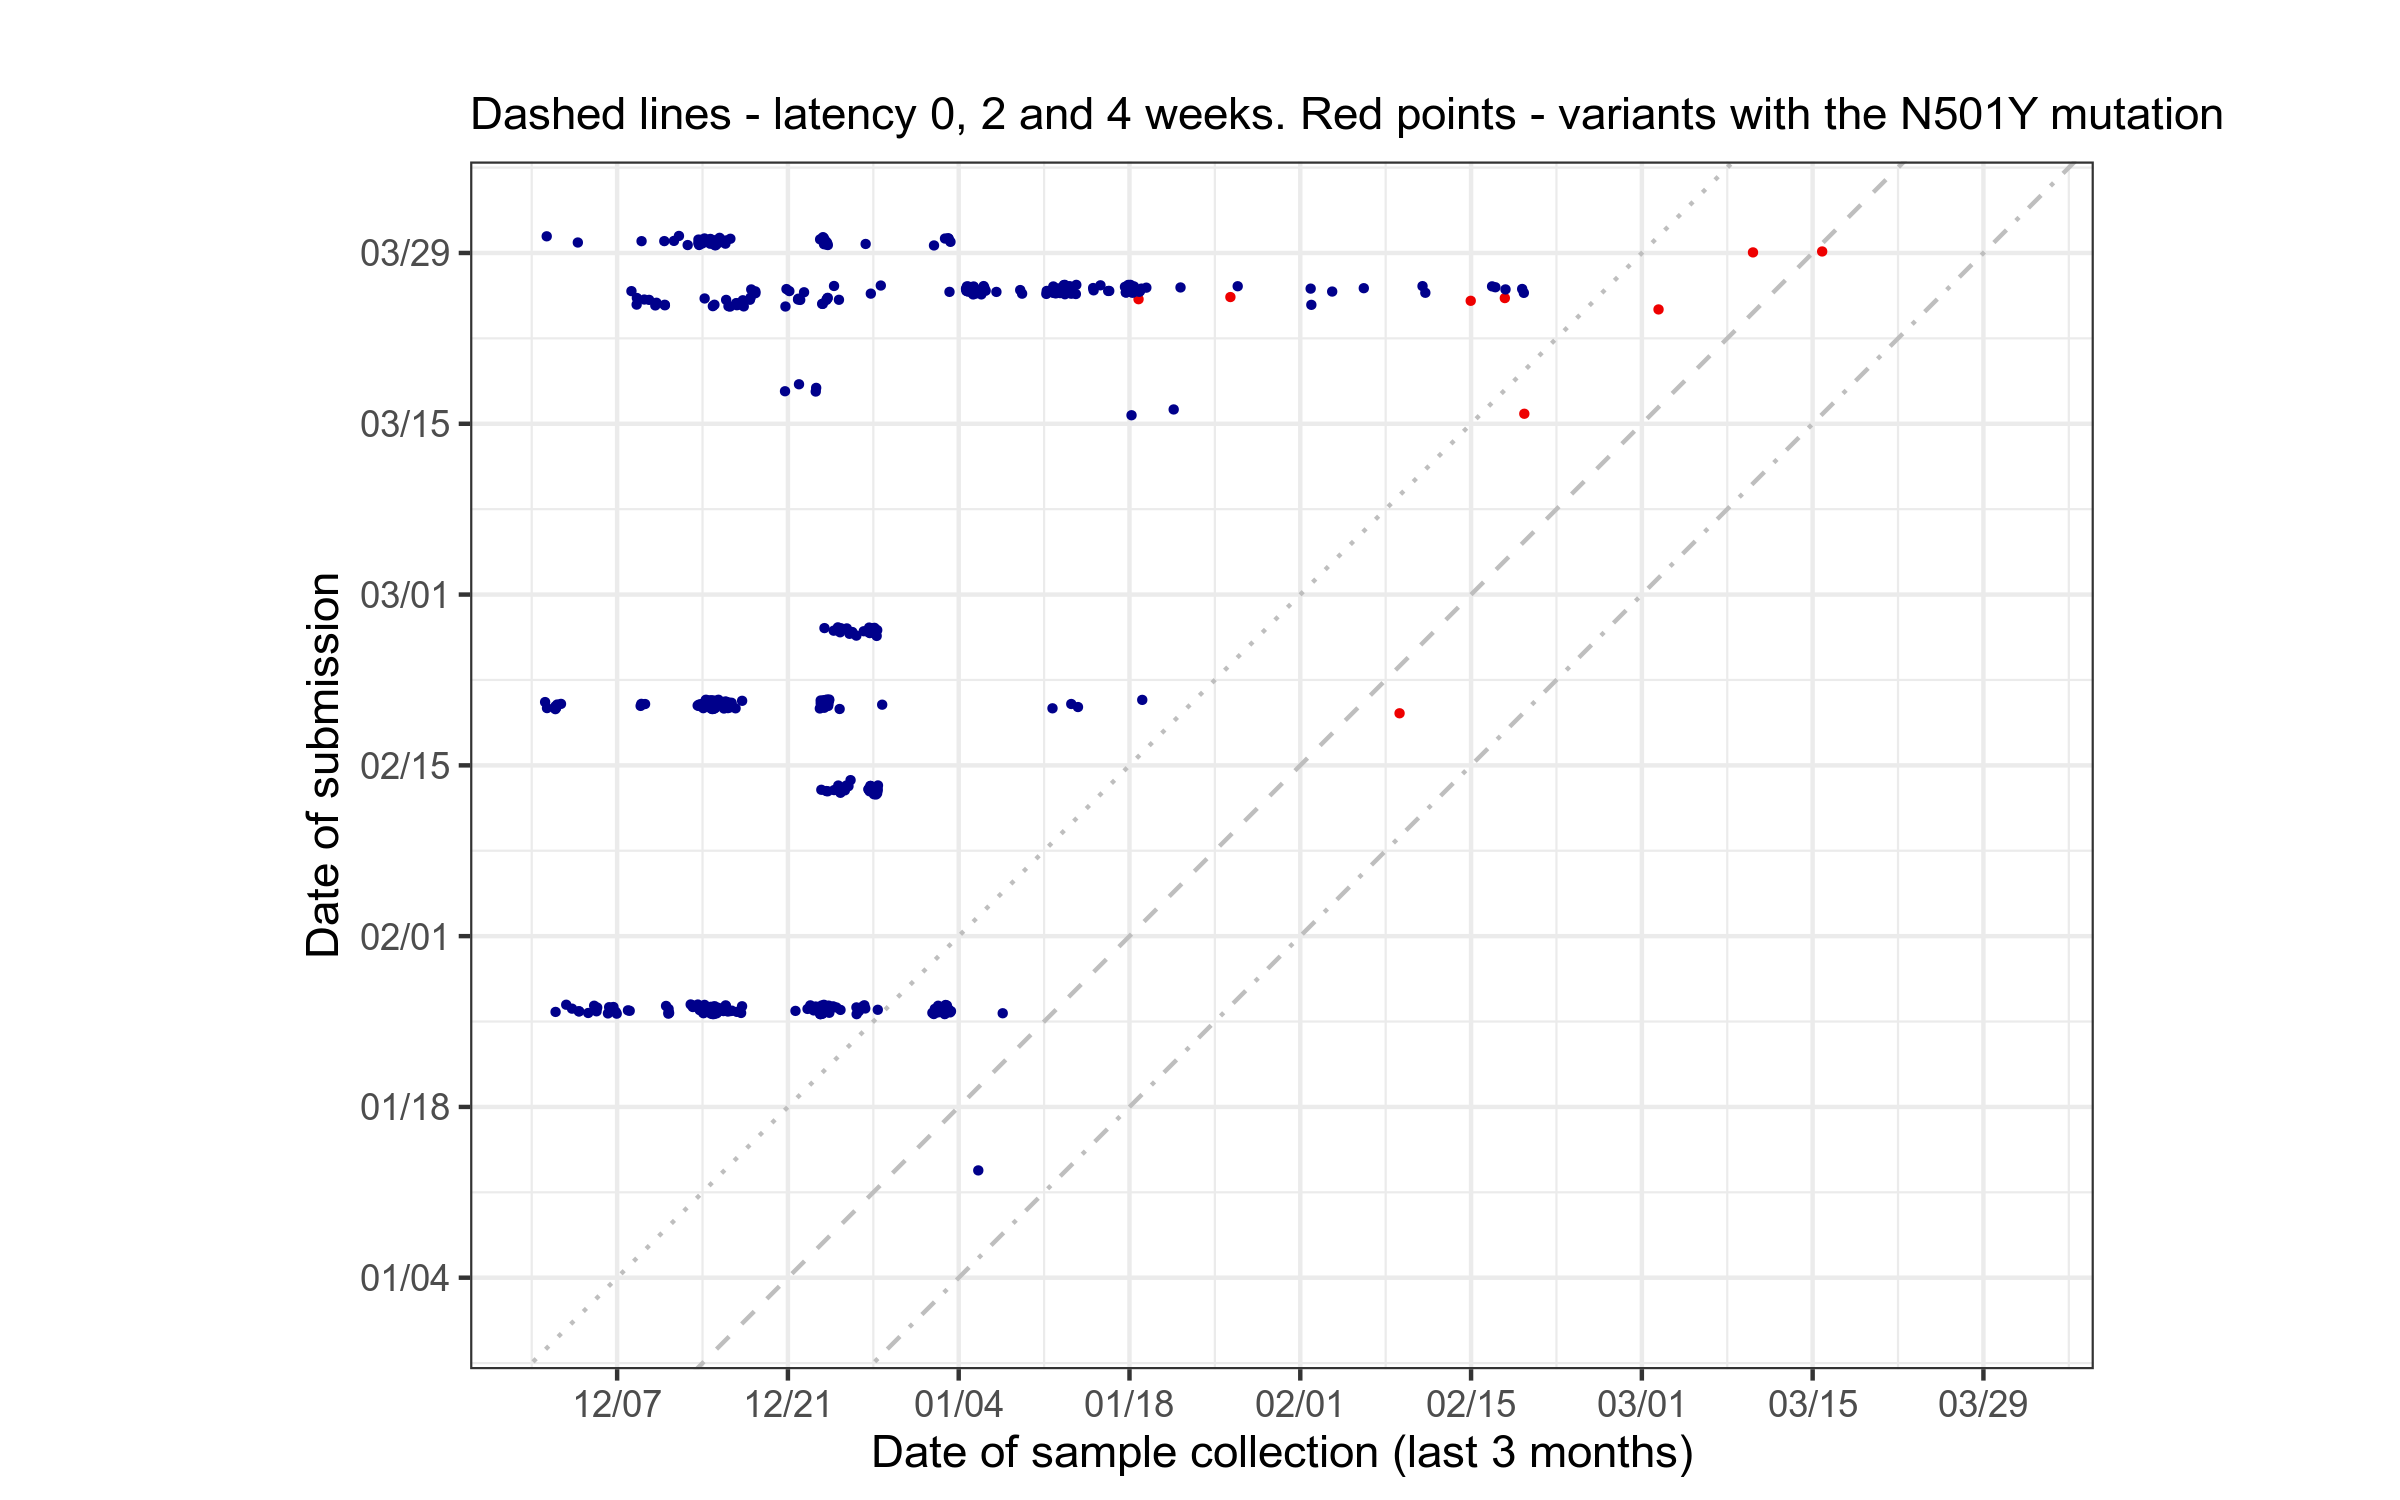 Dashed lines - latency 0, 2 and 4 weeks. Red points - variants with the N501Y mutation
Date of submission
03/29
03/15
03/01
02/15
02/01
01/18
01/04
12/07 12/21 01/04 01/18 02/01 02/15 03/01 03/15 03/29
Date of sample collection (last 3 months)